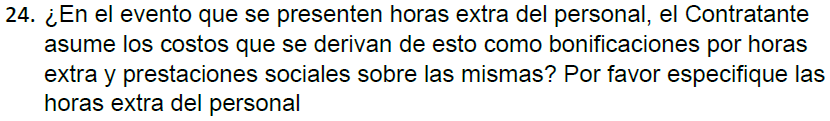 24. ¿En el evento que se presenten horas extra del personal, el Contratante
asume los costos que se derivan de esto como bonificaciones por horas
extra y prestaciones sociales sobre las mismas? Por favor especifique las
horas extra del personal